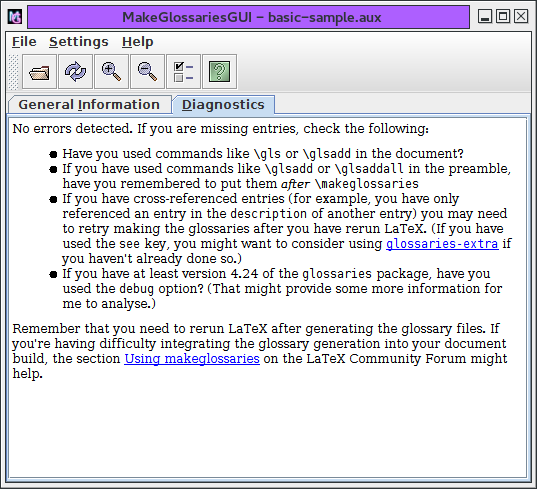 MakeGlossariesGUI - basic-sample.aux
File Settings Help
General Information Diagnostics
No errors detected. If you are missing entries, check the following:
Have you used commands like \gls or \glsadd in the document?
If you have used commands like \glsadd or \glsaddall in the preamble,
have you remembered to put them after \makeglossaries
If you have cross-referenced entries (for example, you have only
referenced an entry in the description of another entry) you may need
to retry making the glossaries after you have rerun LaTeX. (If you have
used the see key, you might want to consider using glossaries-extra if
you haven't already done so.)
If you have at least version 4.24 of the glossaries package, have you
used the debug option? (That might provide some more information for
me to analyse.)
Remember that you need to rerun LaTeX after generating the glossary files. If
you're having difficulty integrating the glossary generation into your document
build, the section Using makeglossaries on the LaTeX Community Forum might
help.